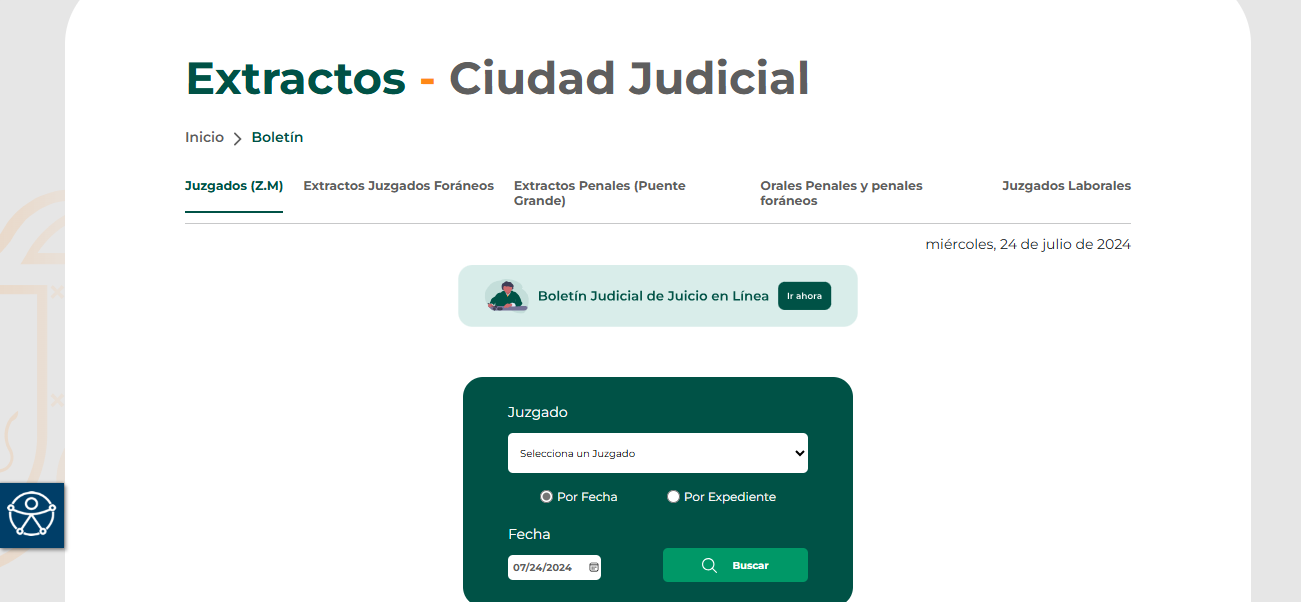 Extractos - Ciudad Judicial
Inicio > Boletín
Juzgados (Z.M)
Extractos Juzgados Foráneos
Extractos Penales (Puente
Grande)
Orales Penales y penales
foráneos
Juzgados Laborales
miércoles, 24 de julio de 2024
Boletín Judicial de Juicio en Línea
Ir ahora
Juzgado
Selecciona un Juzgado
Por Fecha
Por Expediente
Fecha
07/24/2024
Buscar